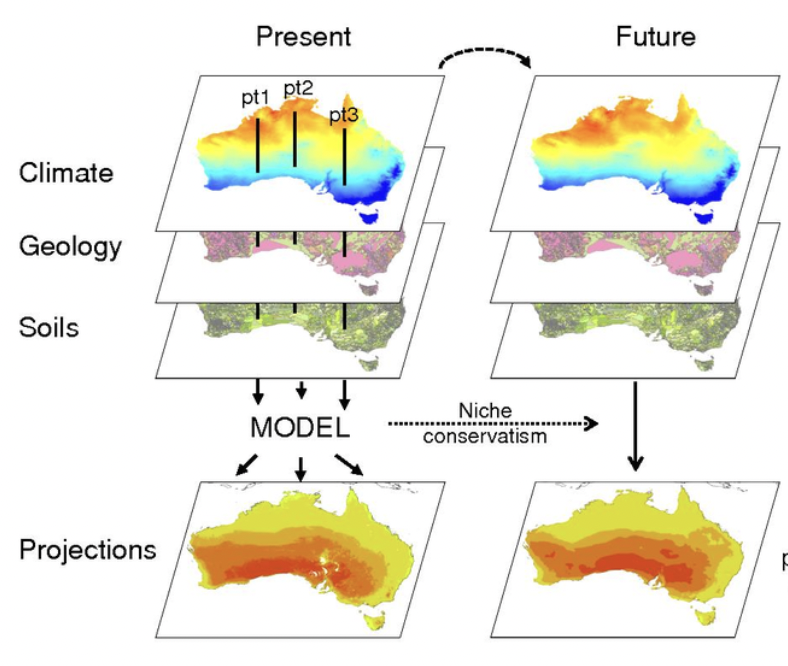 Present
Future
pt1
pt2
pt3
Climate
Geology
Soils
MODEL
Niche
conservatism
Projections
p